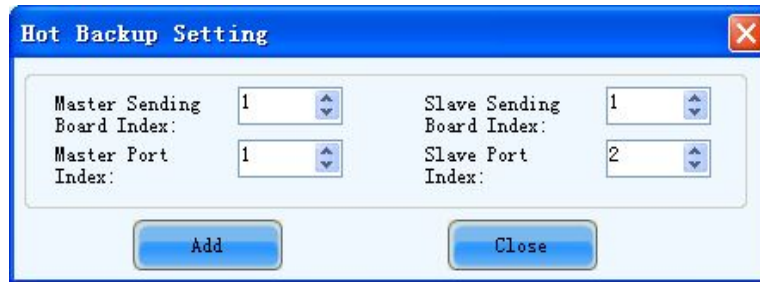 Hot Backup Setting
Master Sending Board Index: 1
Slave Sending Board Index: 1
Master Port Index: 1
Slave Port Index: 2
Add
Close